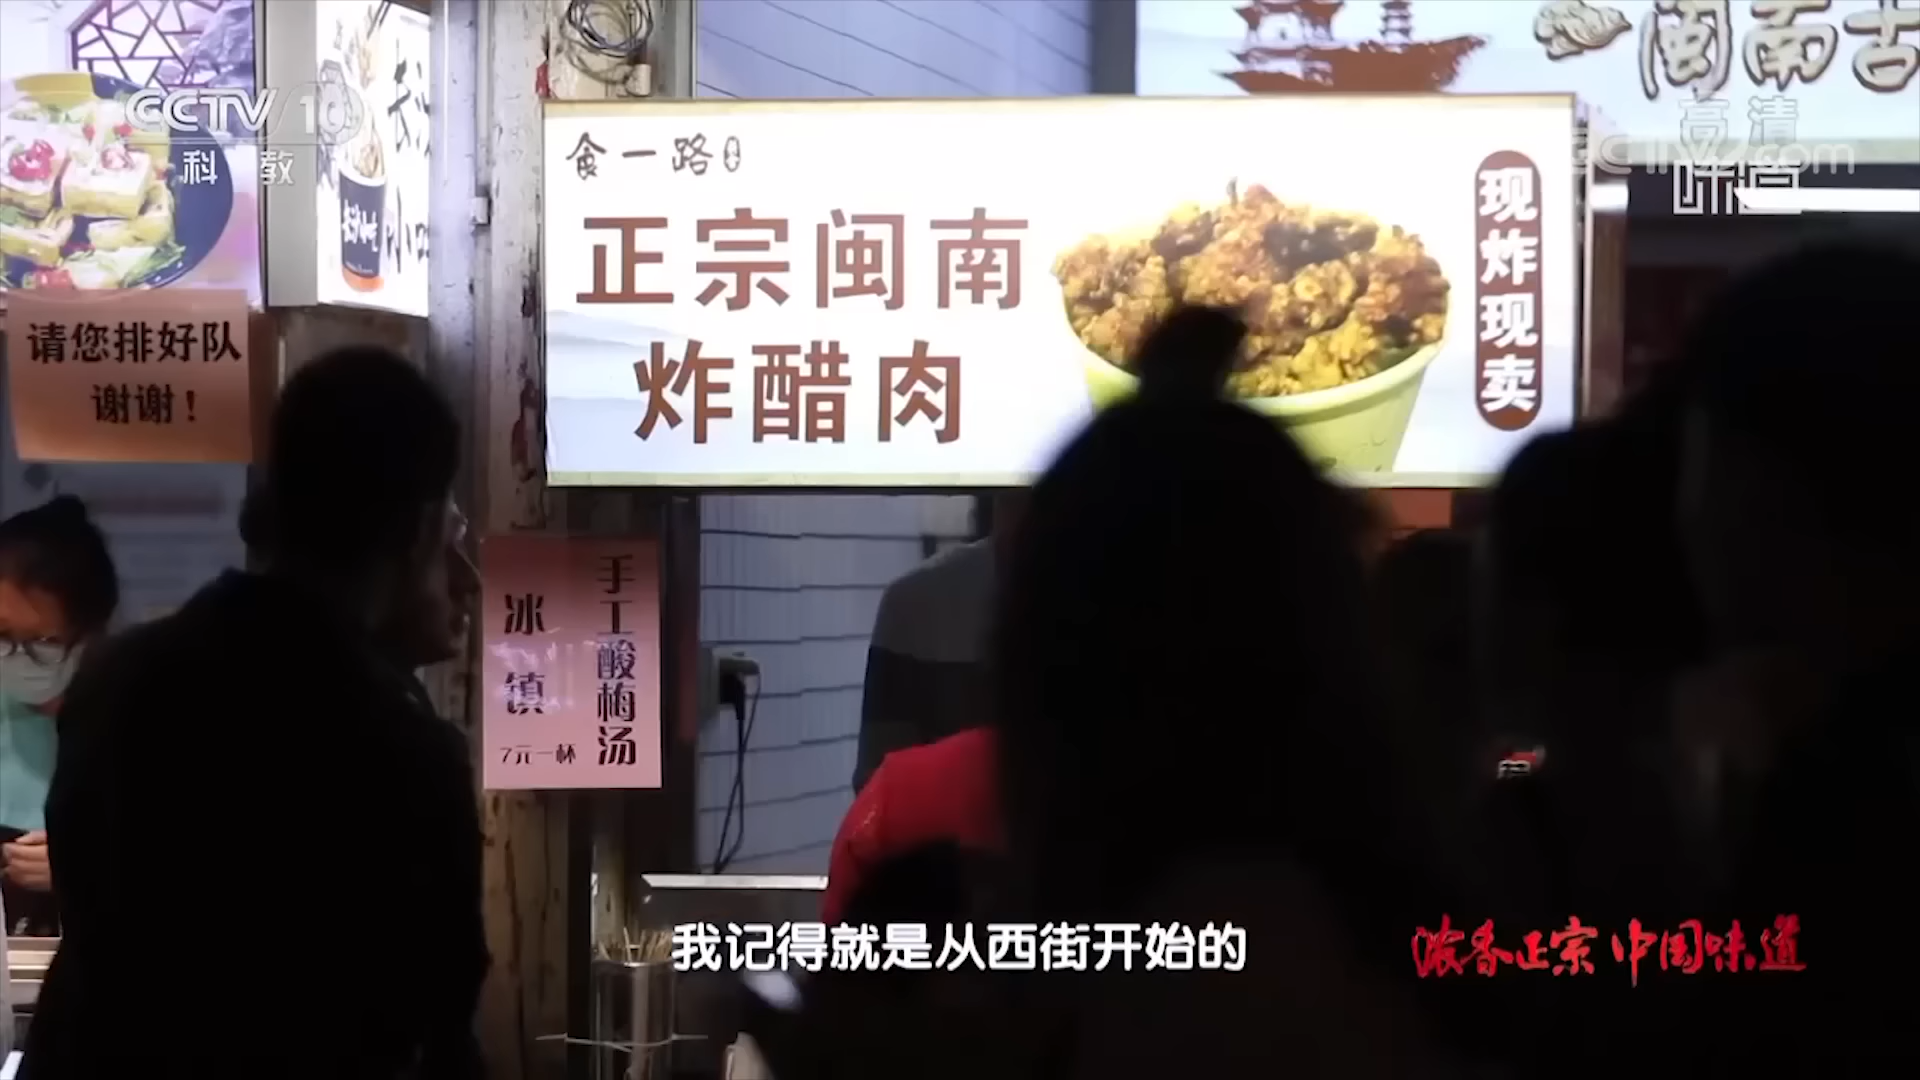 CCTV 10
科教
高清
味道
闽南古
食一路
正宗闽南
炸醋肉
现炸现卖
请您排好队
谢谢！
手工酸梅汤
冰镇
7元一杯
我记得就是从西街开始的
浓香正宗 中国味道